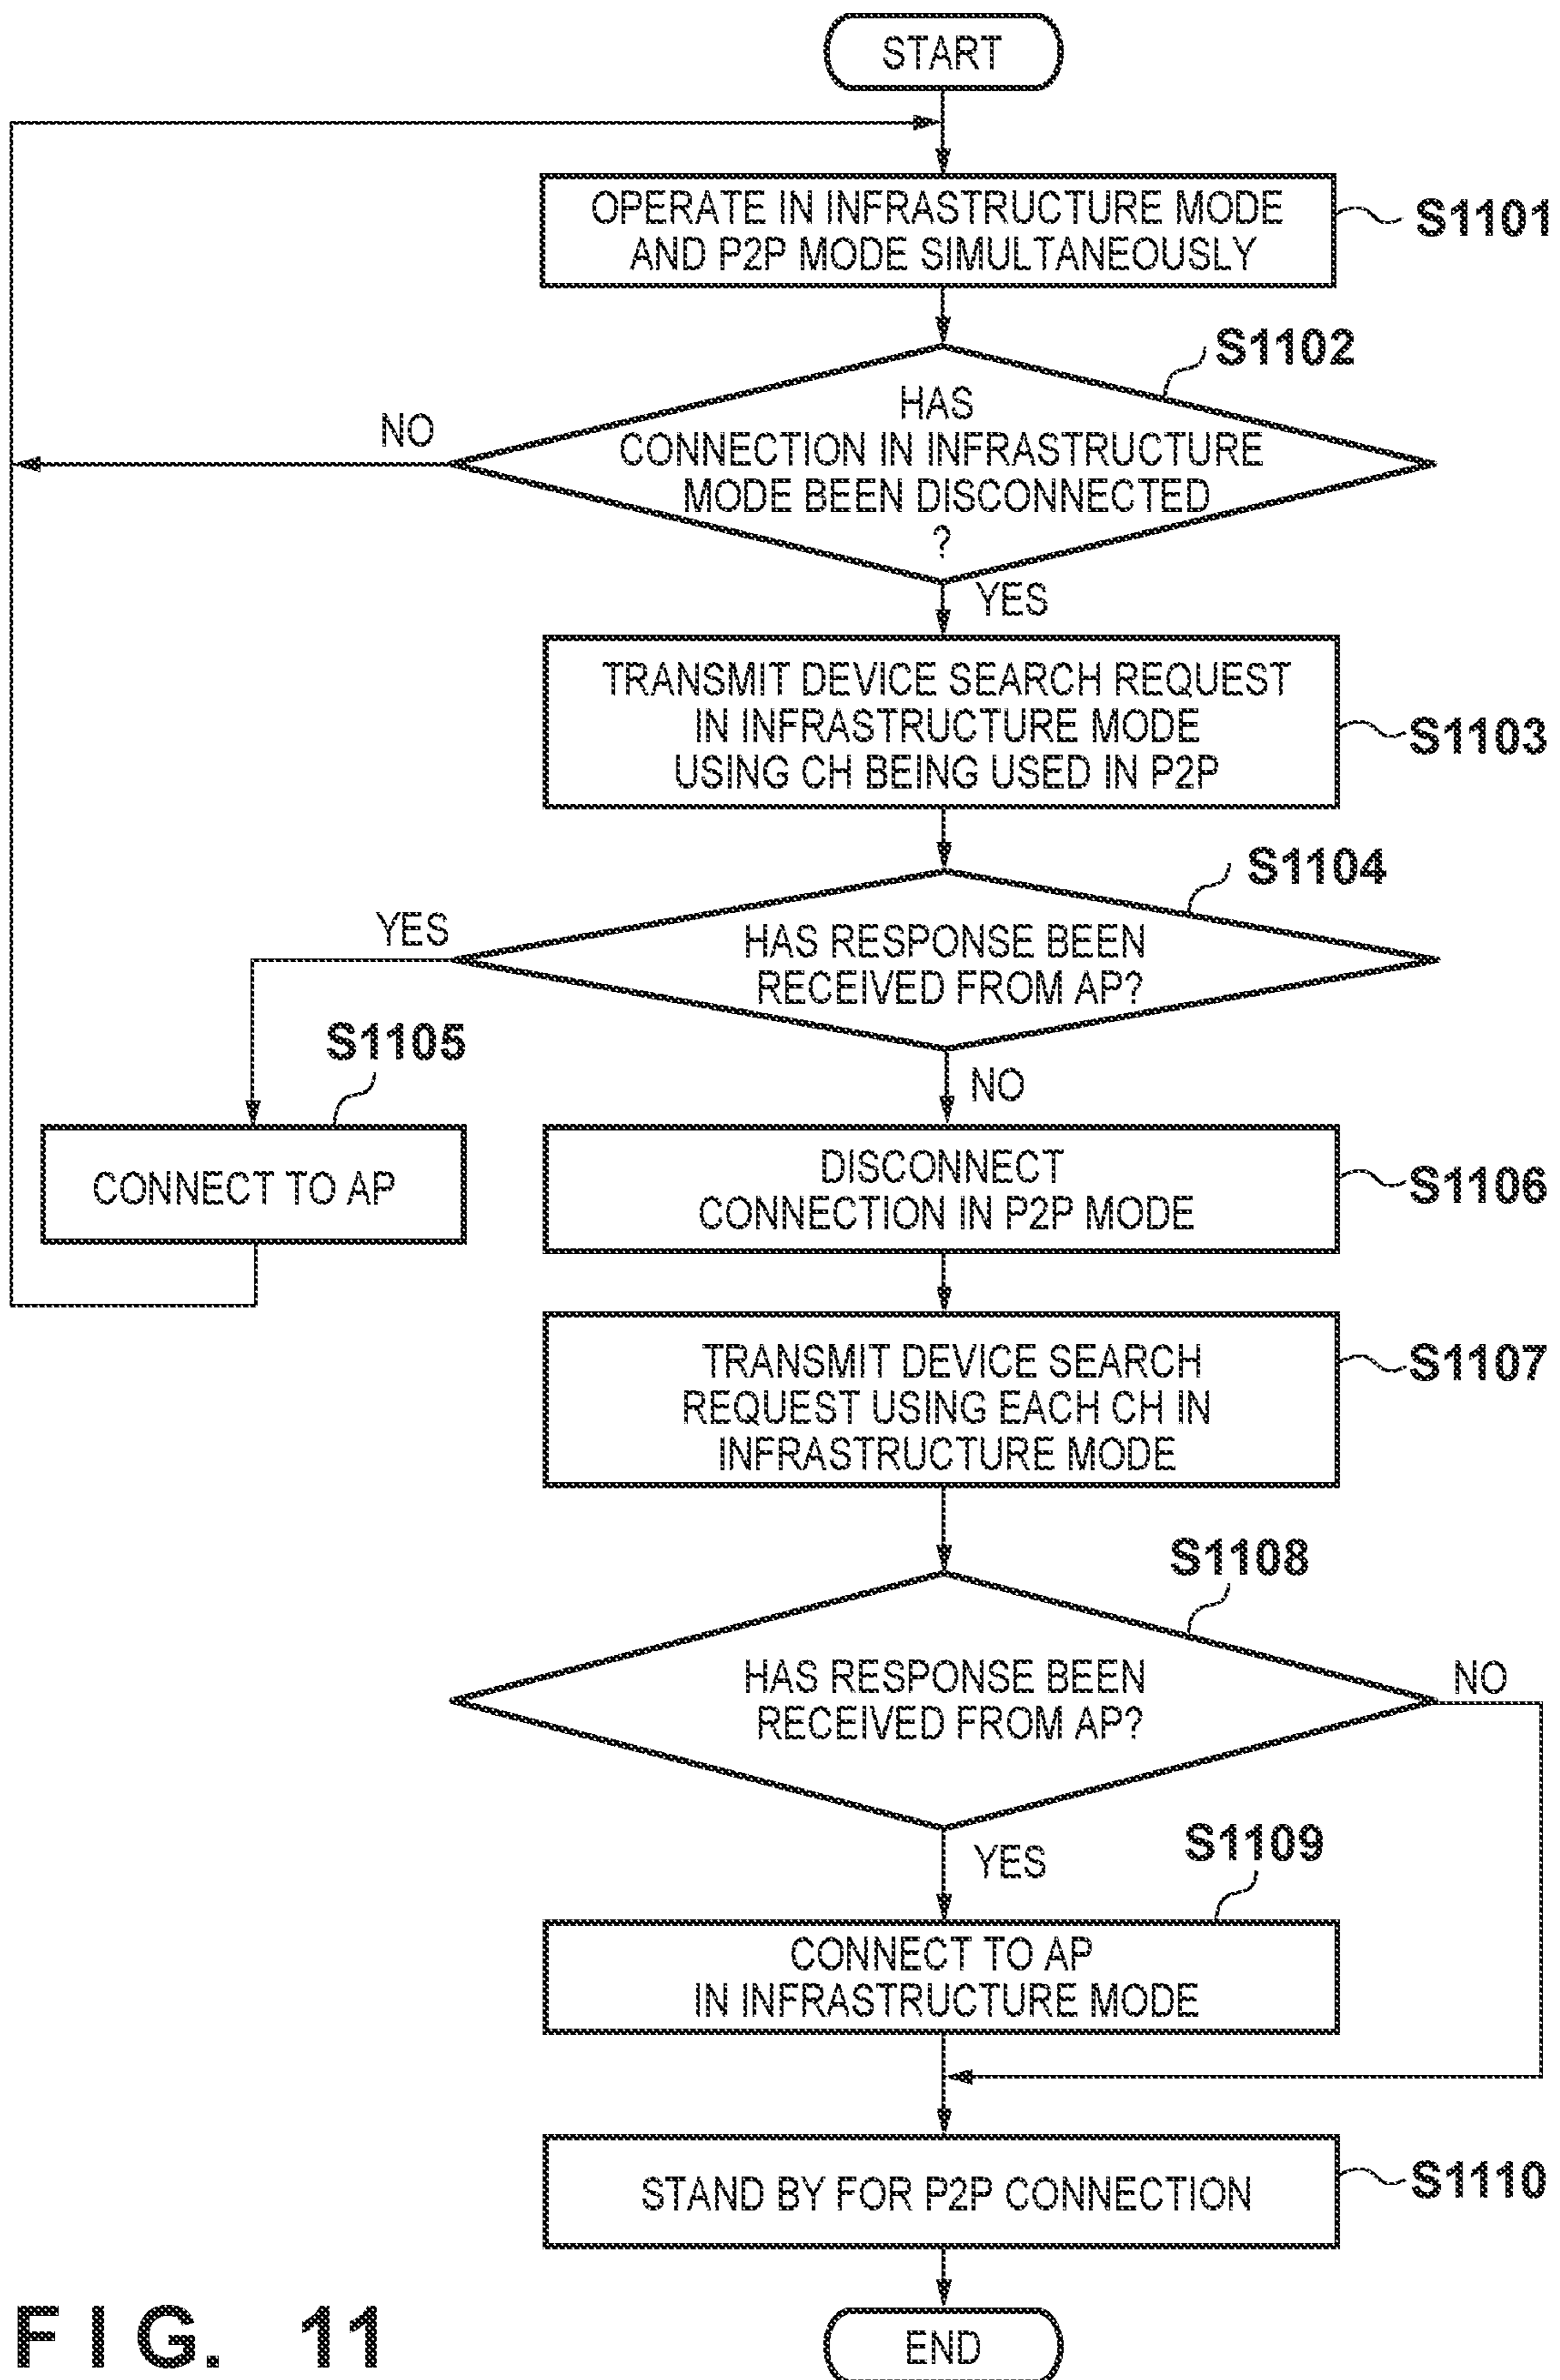 START
OPERATE IN INFRASTRUCTURE MODE
AND P2P MODE SIMULTANEOUSLY
S1101
S1102
HAS
CONNECTION IN INFRASTRUCTURE
MODE BEEN DISCONNECTED
?
NO
YES
TRANSMIT DEVICE SEARCH REQUEST
IN INFRASTRUCTURE MODE
USING CH BEING USED IN P2P
S1103
S1104
HAS RESPONSE BEEN
RECEIVED FROM AP?
YES
NO
S1105
CONNECT TO AP
DISCONNECT
CONNECTION IN P2P MODE
S1106
TRANSMIT DEVICE SEARCH
REQUEST USING EACH CH IN
INFRASTRUCTURE MODE
S1107
S1108
HAS RESPONSE BEEN
RECEIVED FROM AP?
NO
YES
S1109
CONNECT TO AP
IN INFRASTRUCTURE MODE
STAND BY FOR P2P CONNECTION
S1110
END
FIG. 11